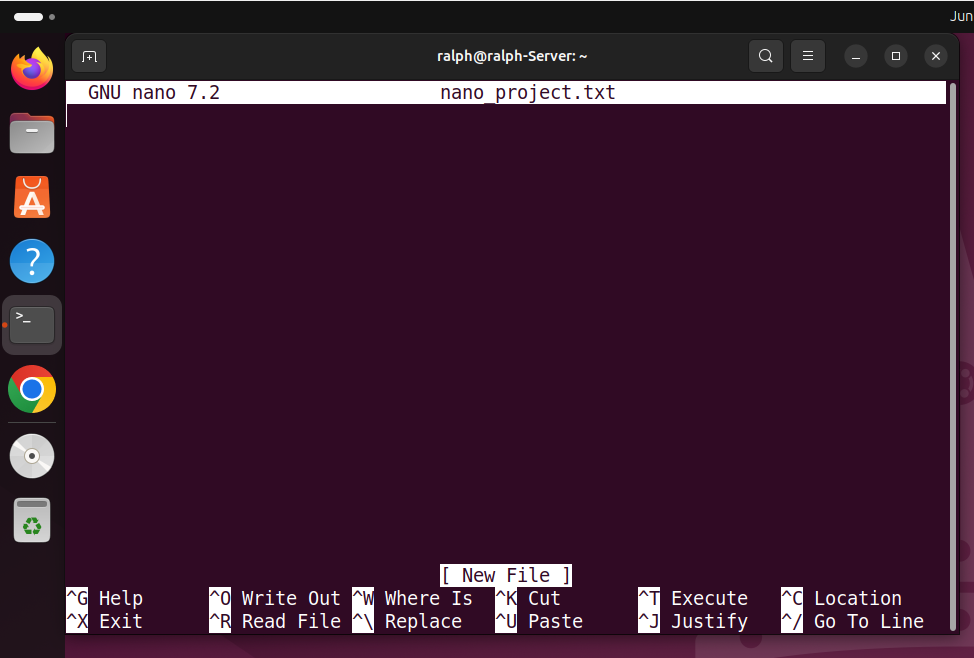 Jun
ralph@ralph-Server: ~
GNU nano 7.2 nano_project.txt
[ New File ]
^G Help ^O Write Out ^W Where Is ^K Cut ^T Execute ^C Location
^X Exit ^R Read File ^\ Replace ^U Paste ^J Justify ^/ Go To Line